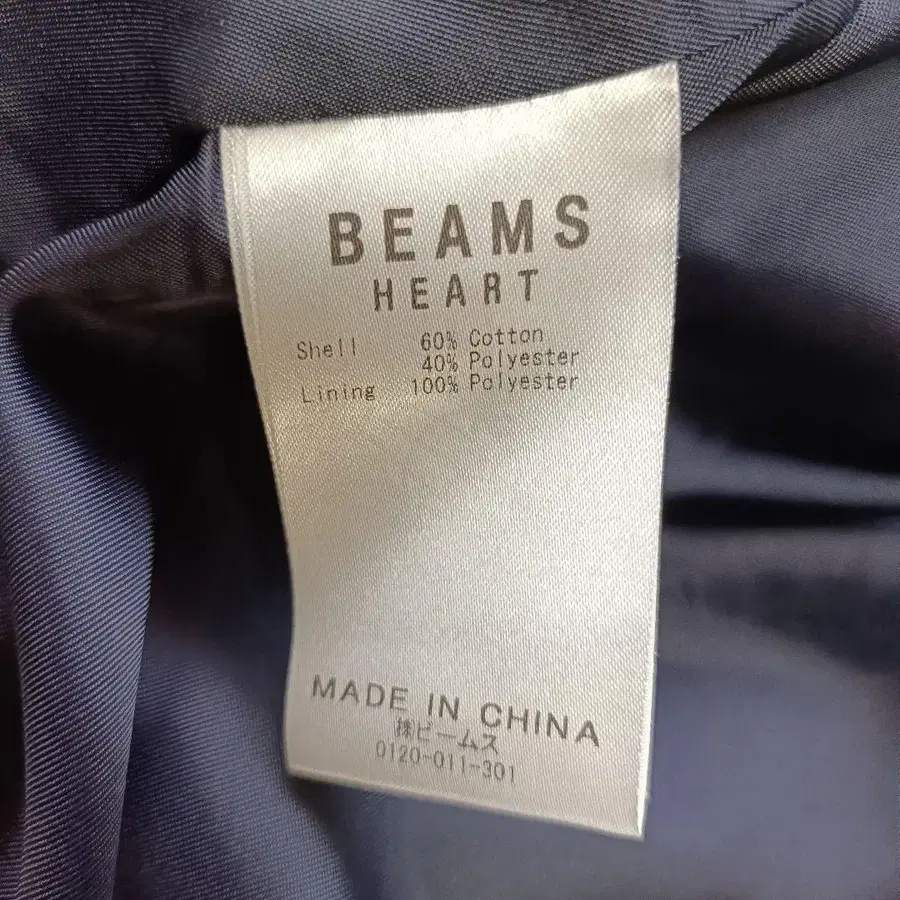 BEAMS
HEART
Shell 60% Cotton
40% Polyester
Lining 100% Polyester
MADE IN CHINA
㈱ビームス
0120-011-301